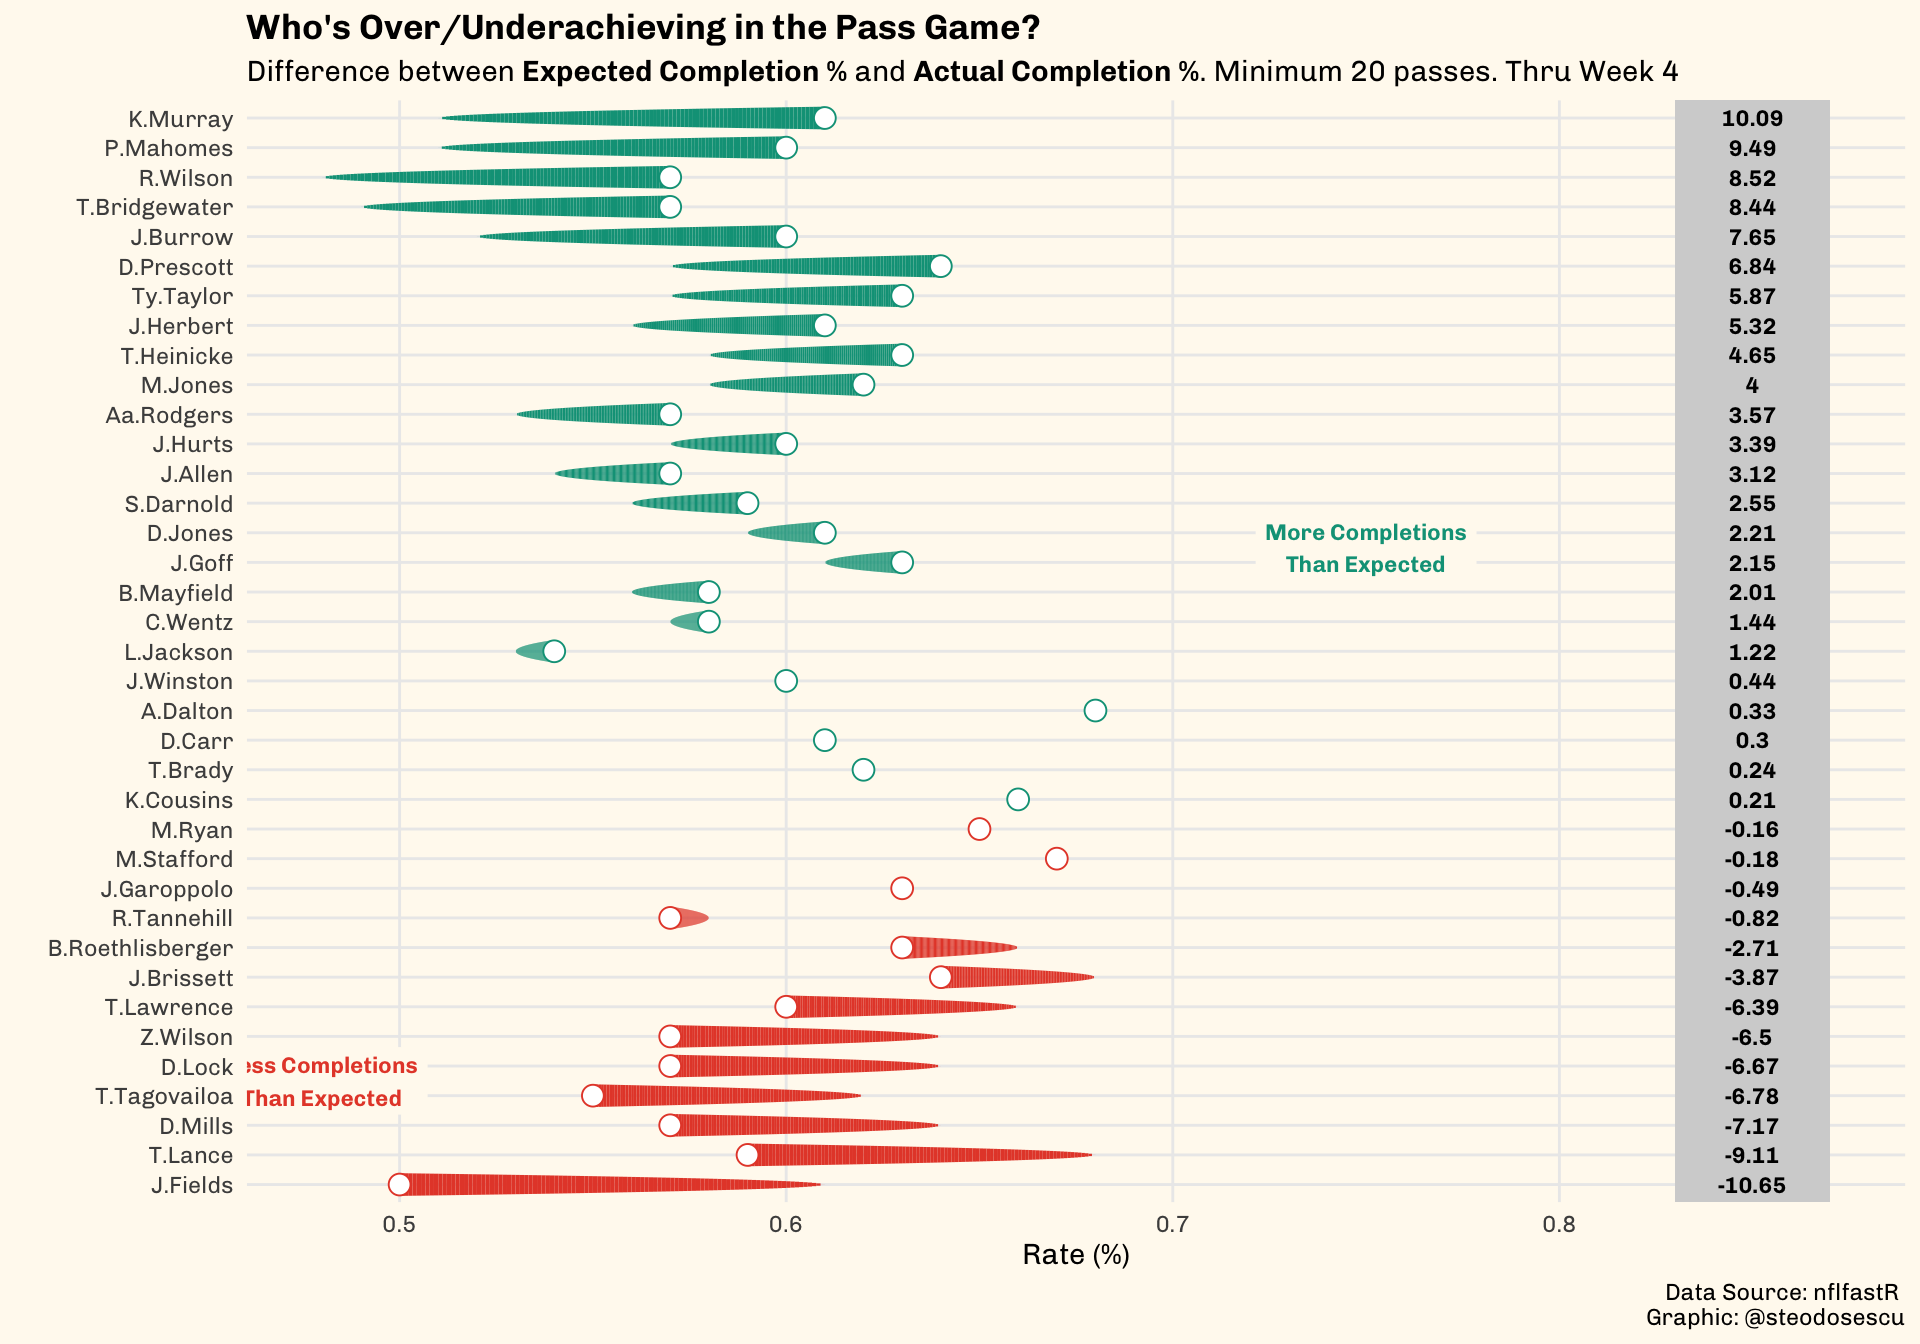 Who's Over/Underachieving in the Pass Game?
Difference between Expected Completion % and Actual Completion %. Minimum 20 passes. Thru Week 4
K.Murray 10.09
P.Mahomes 9.49
R.Wilson 8.52
T.Bridgewater 8.44
J.Burrow 7.65
D.Prescott 6.84
Ty.Taylor 5.87
J.Herbert 5.32
T.Heinicke 4.65
M.Jones 4
Aa.Rodgers 3.57
J.Hurts 3.39
J.Allen 3.12
S.Darnold 2.55
D.Jones More Completions 2.21
J.Goff Than Expected 2.15
B.Mayfield 2.01
C.Wentz 1.44
L.Jackson 1.22
J.Winston 0.44
A.Dalton 0.33
D.Carr 0.3
T.Brady 0.24
K.Cousins 0.21
M.Ryan -0.16
M.Stafford -0.18
J.Garoppolo -0.49
R.Tannehill -0.82
B.Roethlisberger -2.71
J.Brissett -3.87
T.Lawrence -6.39
Z.Wilson -6.5
D.Lock ess Completions -6.67
T.Tagovailoa Than Expected -6.78
D.Mills -7.17
T.Lance -9.11
J.Fields -10.65
0.5 0.6 0.7 0.8
Rate (%)
Data Source: nflfastR
Graphic: @steodosescu